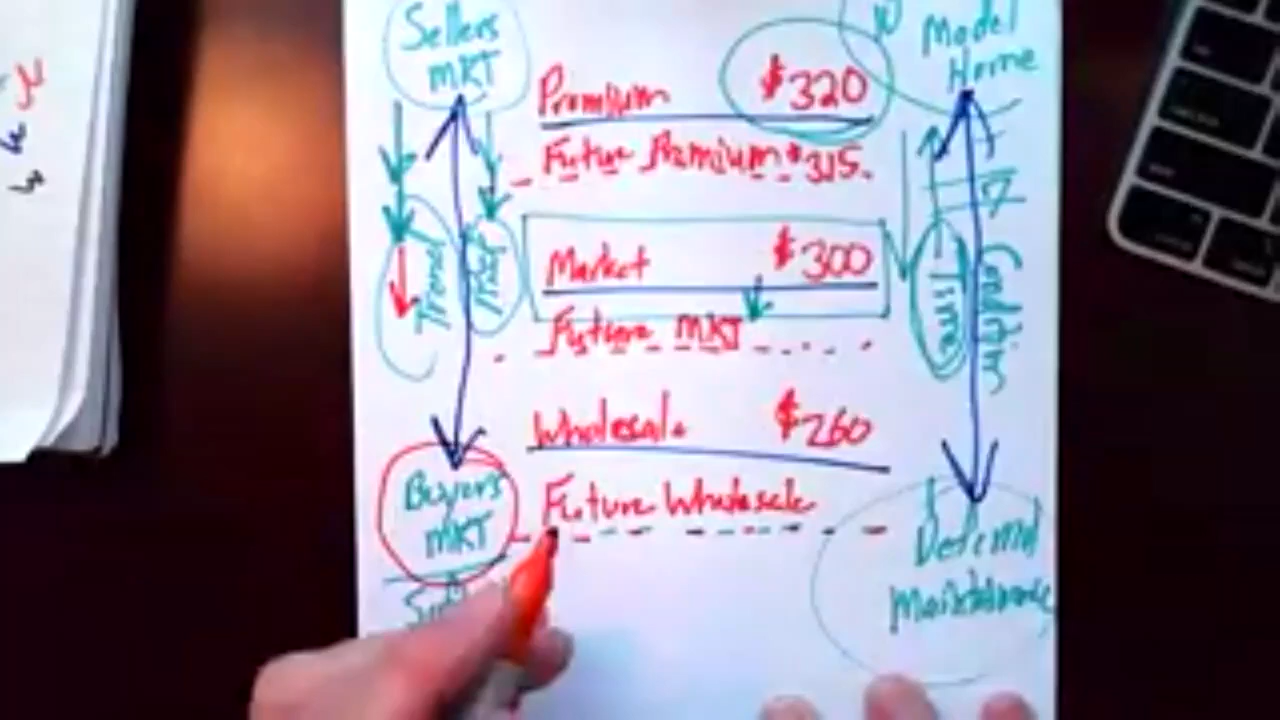 Sellers
MKT
Model
Home
Premium $320
Future Premium $315
Market $300
Future MKT
Trend
Time
Condition
Wholesale $260
Buyers
MKT
Future Wholesale
Deferred
Maintenance